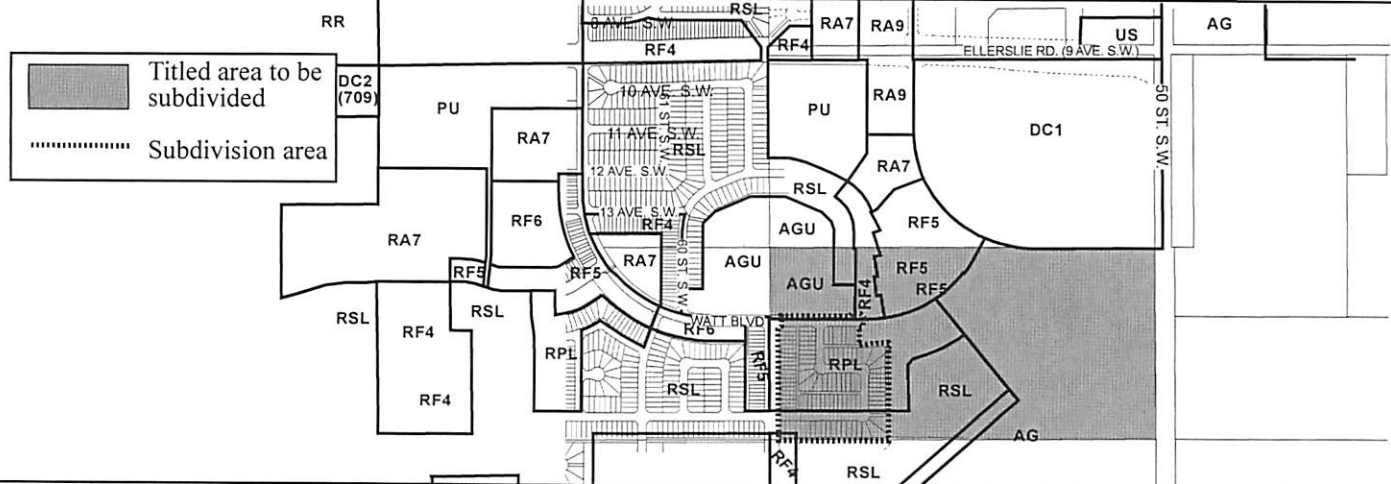 RR
8 AVE. S.W.
RSL
RF4
RF4
RA7
RA9
US
AG
ELLERSLIE RD. (9 AVE. S.W.)
Titled area to be
subdivided
Subdivision area
DC2
(709)
PU
RA7
10 AVE. S.W.
61 ST. S.W.
11 AVE. S.W.
RSL
12 AVE. S.W.
13 AVE. S.W.
RF4
PU
RA9
RA7
DC1
50 ST. S.W.
RSL
RA7
RF6
RF5
RF5
RA7
60 ST. S.W.
AGU
AGU
AGU
RF4
RF5
RF5
RF5
WATT BLVD
RF6
RSL
RF4
RF4
RSL
RPL
RSL
RF5
RPL
RSL
AG
RF4
RSL